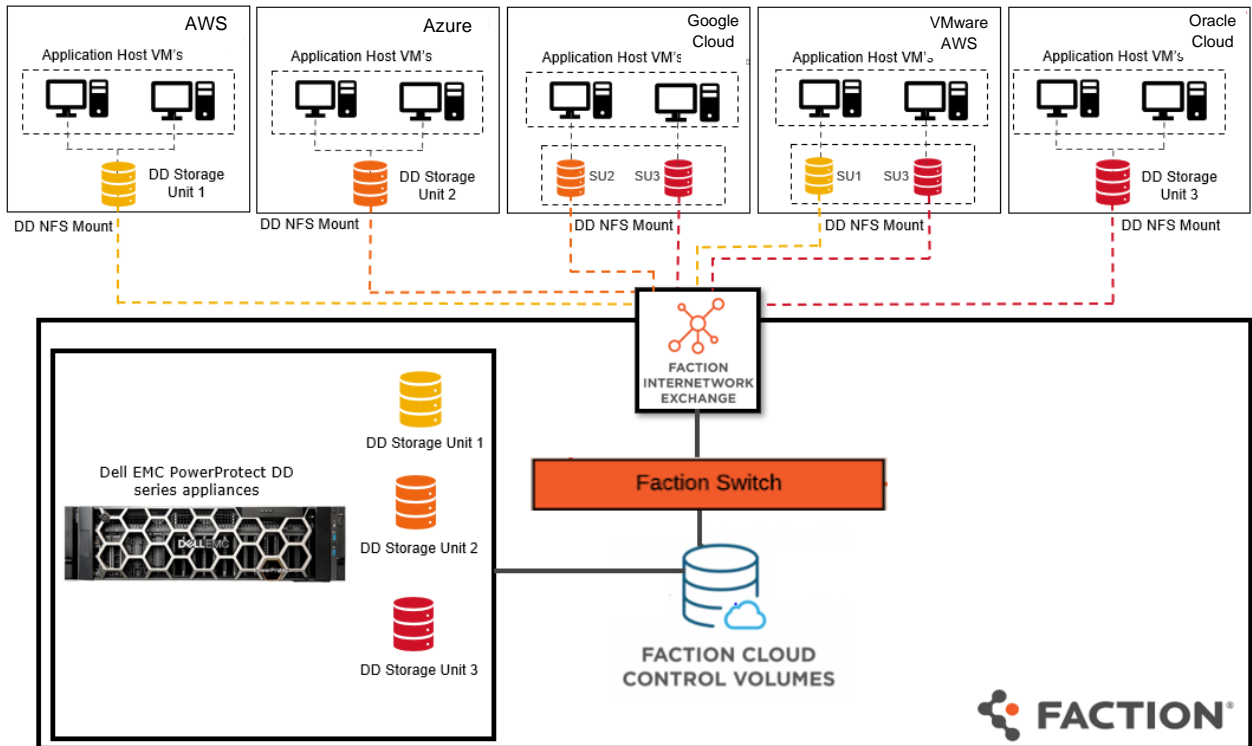 AWS
Application Host VM's
DD Storage
Unit 1
DD NFS Mount
Azure
Application Host VM's
DD Storage
Unit 2
DD NFS Mount
Google
Cloud
Application Host VM's
SU2
SU3
DD NFS Mount
VMware
AWS
Application Host VM's
SU1
SU3
DD NFS Mount
Oracle
Cloud
Application Host VM's
DD Storage
Unit 3
DD NFS Mount
FACTION
INTERNETWORK
EXCHANGE
Dell EMC PowerProtect DD
series appliances
DELLEMC
DD Storage Unit 1
DD Storage Unit 2
DD Storage Unit 3
Faction Switch
FACTION CLOUD
CONTROL VOLUMES
FACTION®